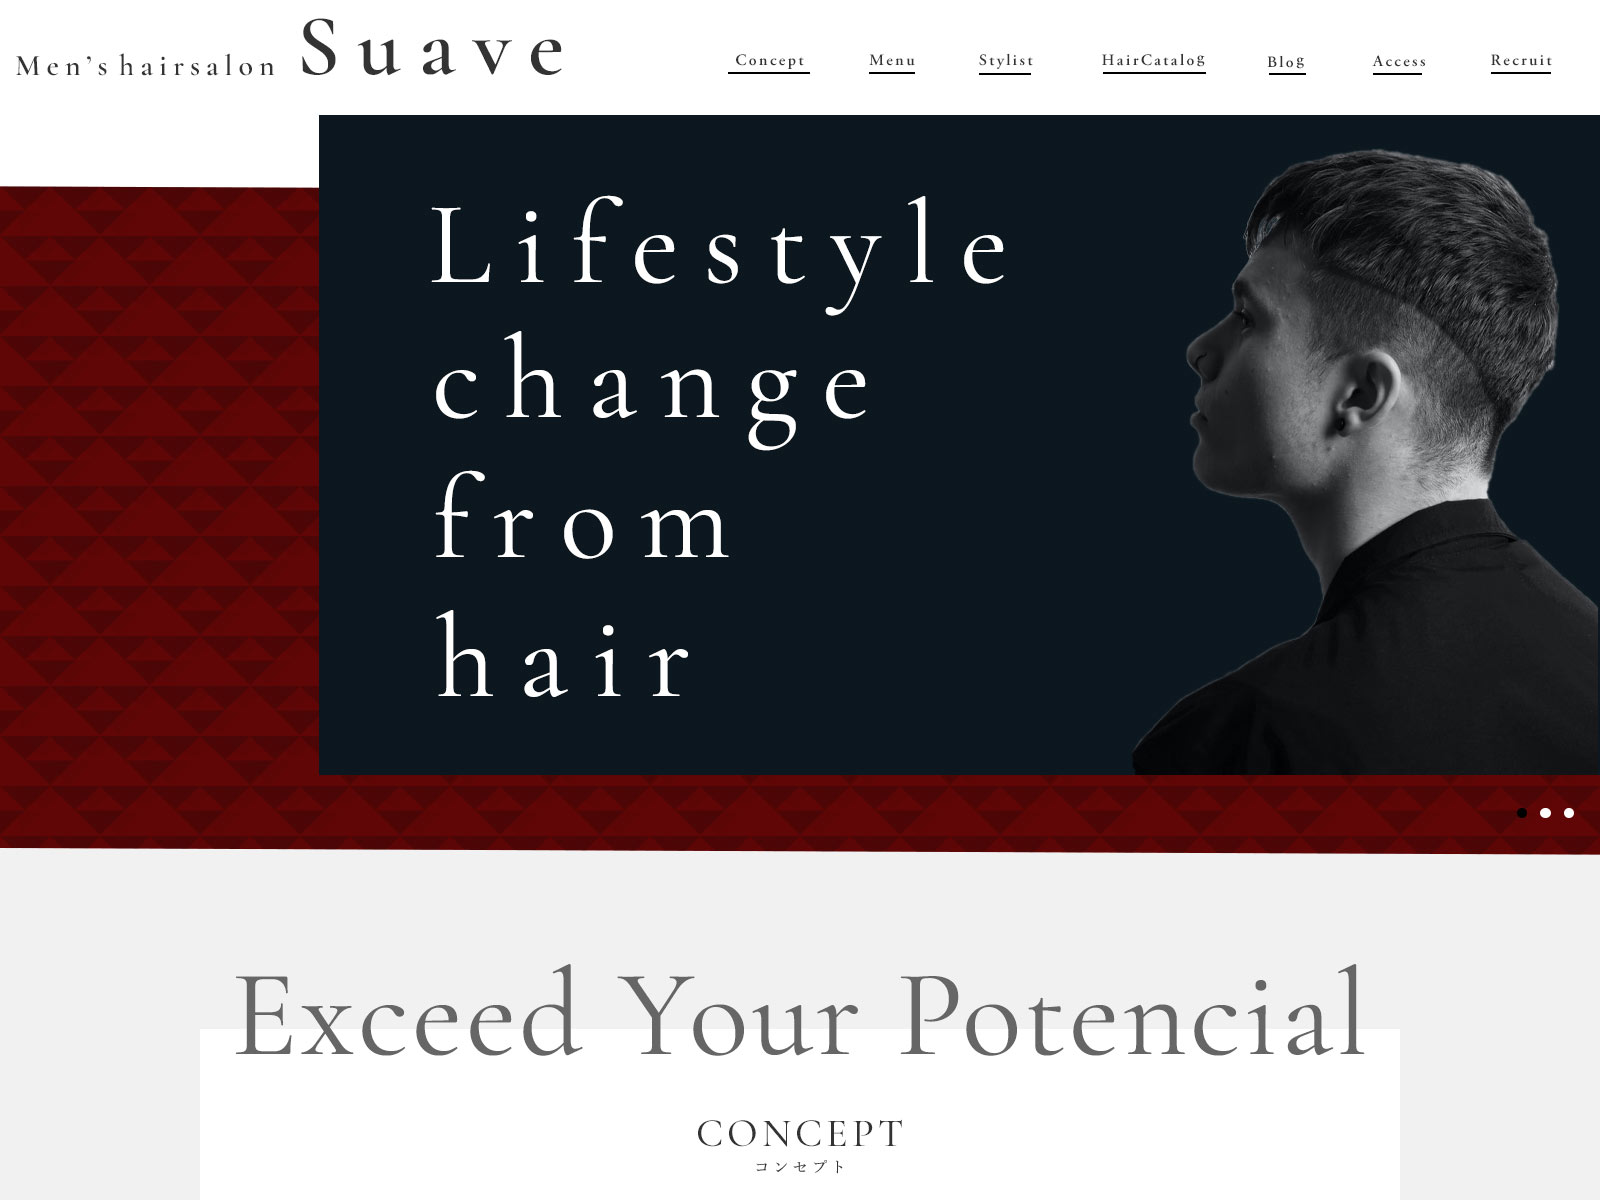 Men’s hairsalon Suave
Concept Menu Stylist HairCatalog Blog Access Recruit
Lifestyle
change
from
hair
Exceed Your Potencial
CONCEPT
コンセプト